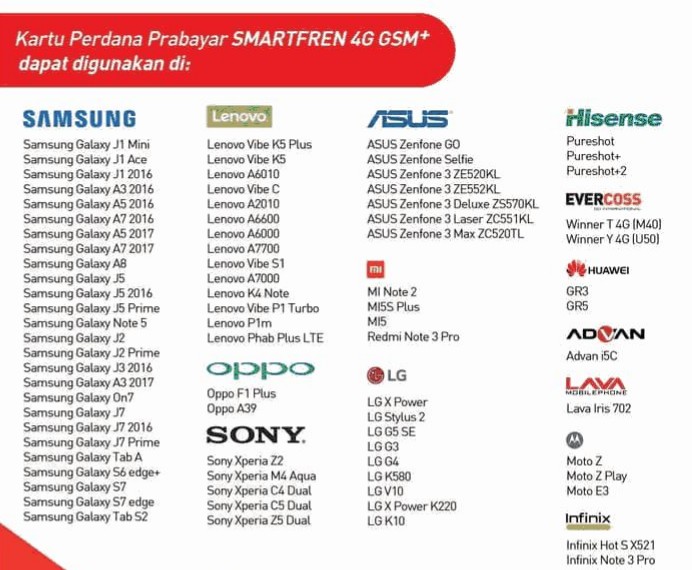 Kartu Perdana Prabayar SMARTFREN 4G GSM+
dapat digunakan di:
SAMSUNG
Samsung Galaxy J1 Mini
Samsung Galaxy J1 Ace
Samsung Galaxy J1 2016
Samsung Galaxy A3 2016
Samsung Galaxy A5 2016
Samsung Galaxy A7 2016
Samsung Galaxy A5 2017
Samsung Galaxy A7 2017
Samsung Galaxy A8
Samsung Galaxy J5
Samsung Galaxy J5 2016
Samsung Galaxy J5 Prime
Samsung Galaxy Note 5
Samsung Galaxy J2
Samsung Galaxy J2 Prime
Samsung Galaxy J3 2016
Samsung Galaxy A3 2017
Samsung Galaxy On7
Samsung Galaxy J7
Samsung Galaxy J7 2016
Samsung Galaxy J7 Prime
Samsung Galaxy Tab A
Samsung Galaxy S6 edge+
Samsung Galaxy S7
Samsung Galaxy S7 edge
Samsung Galaxy Tab S2
Lenovo
Lenovo Vibe K5 Plus
Lenovo Vibe K5
Lenovo A6010
Lenovo Vibe C
Lenovo A2010
Lenovo A6600
Lenovo A6000
Lenovo A7700
Lenovo Vibe S1
Lenovo A7000
Lenovo K4 Note
Lenovo Vibe P1 Turbo
Lenovo P1m
Lenovo Phab Plus LTE
oppo
Oppo F1 Plus
Oppo A39
SONY
Sony Xperia Z2
Sony Xperia M4 Aqua
Sony Xperia C4 Dual
Sony Xperia C5 Dual
Sony Xperia Z5 Dual
ASUS
ASUS Zenfone GO
ASUS Zenfone Selfie
ASUS Zenfone 3 ZE520KL
ASUS Zenfone 3 ZE552KL
ASUS Zenfone 3 Deluxe ZS570KL
ASUS Zenfone 3 Laser ZC551KL
ASUS Zenfone 3 Max ZC520TL
mi
MI Note 2
MI5S Plus
MI5
Redmi Note 3 Pro
LG
LG X Power
LG Stylus 2
LG G5 SE
LG G3
LG G4
LG K580
LG V10
LG X Power K220
LG K10
Hisense
Pureshot
Pureshot+
Pureshot+2
EVERCOSS
Winner T 4G (M40)
Winner Y 4G (U50)
HUAWEI
GR3
GR5
ADVAN
Advan i5C
LAVA
MOBILEPHONE
Lava Iris 702
Moto Z
Moto Z Play
Moto E3
Infinix
Infinix Hot S X521
Infinix Note 3 Pro